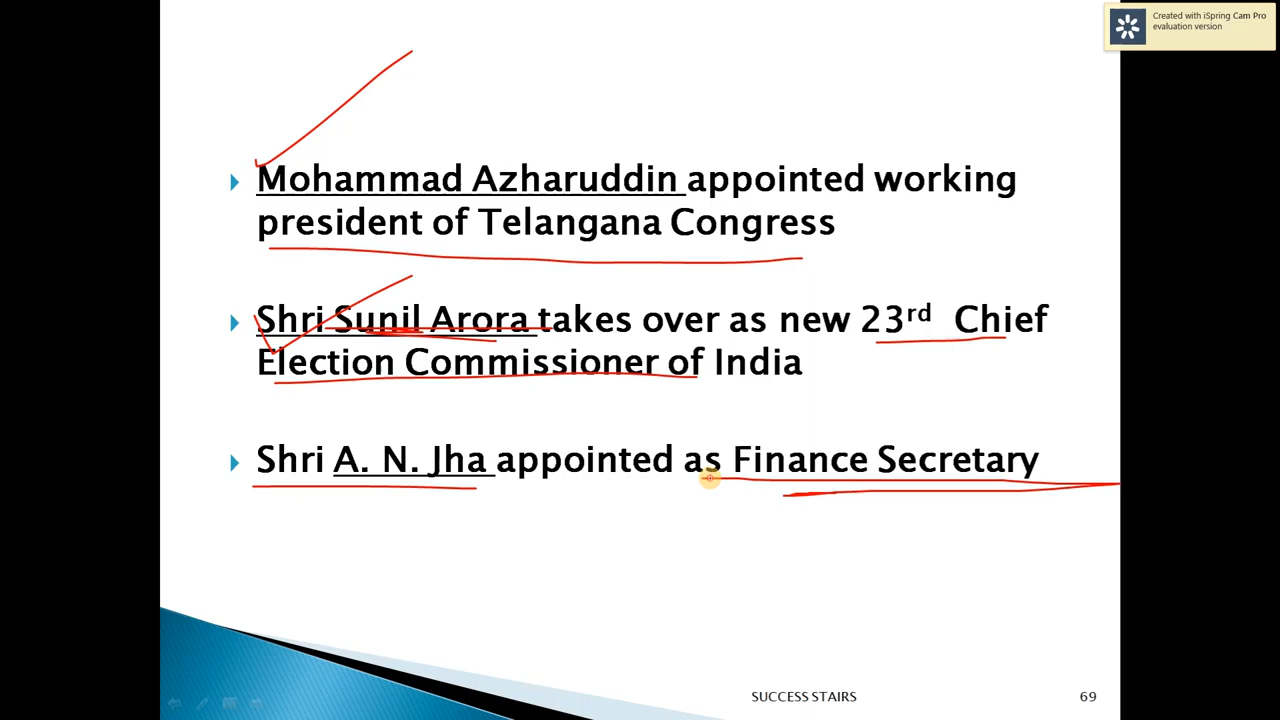 Created with iSpring Cam Pro
evaluation version
Mohammad Azharuddin appointed working
president of Telangana Congress
Shri Sunil Arora takes over as new 23rd Chief
Election Commissioner of India
Shri A. N. Jha appointed as Finance Secretary
SUCCESS STAIRS 69